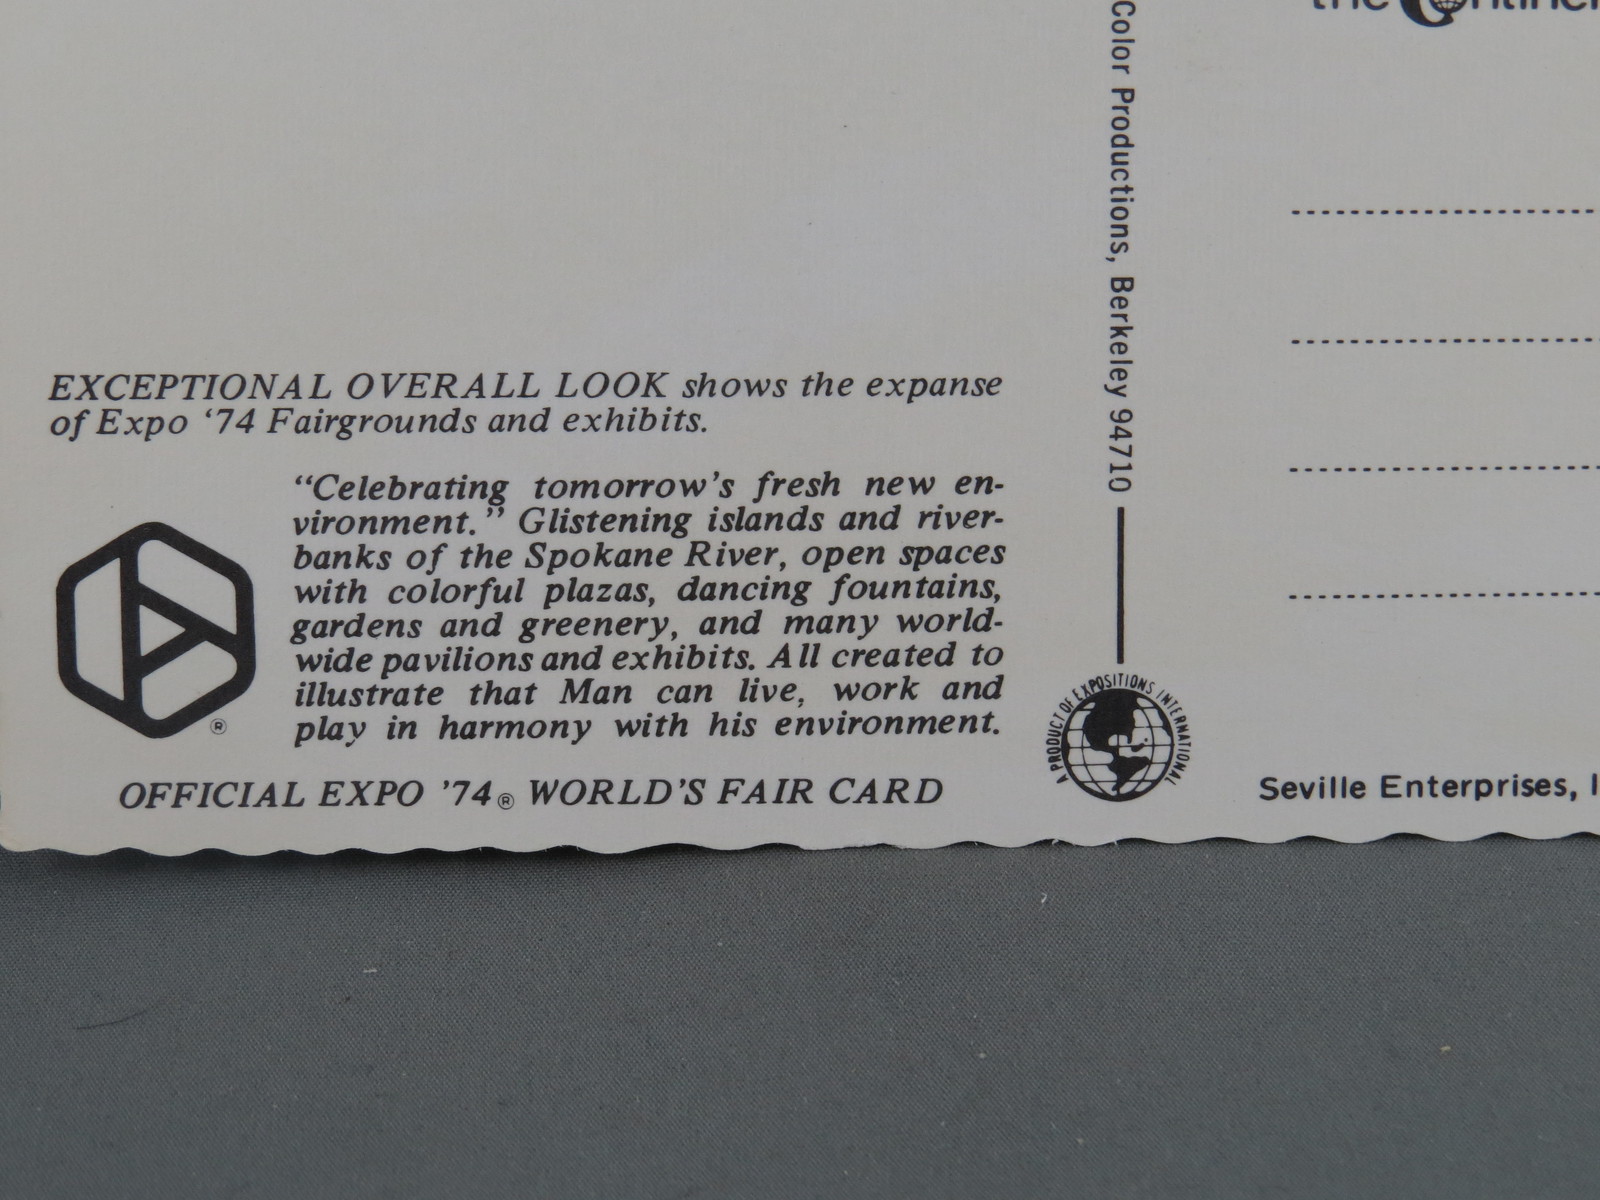 EXCEPTIONAL OVERALL LOOK shows the expanse
of Expo '74 Fairgrounds and exhibits.
“Celebrating tomorrow's fresh new en-
vironment.” Glistening islands and river-
banks of the Spokane River, open spaces
with colorful plazas, dancing fountains,
gardens and greenery, and many world-
wide pavilions and exhibits. All created to
illustrate that Man can live, work and
play in harmony with his environment.
®
OFFICIAL EXPO '74® WORLD'S FAIR CARD
Color Productions, Berkeley 94710
A PRODUCT OF EXPOSITIONS INTERNATIONAL
the
Seville Enterprises,